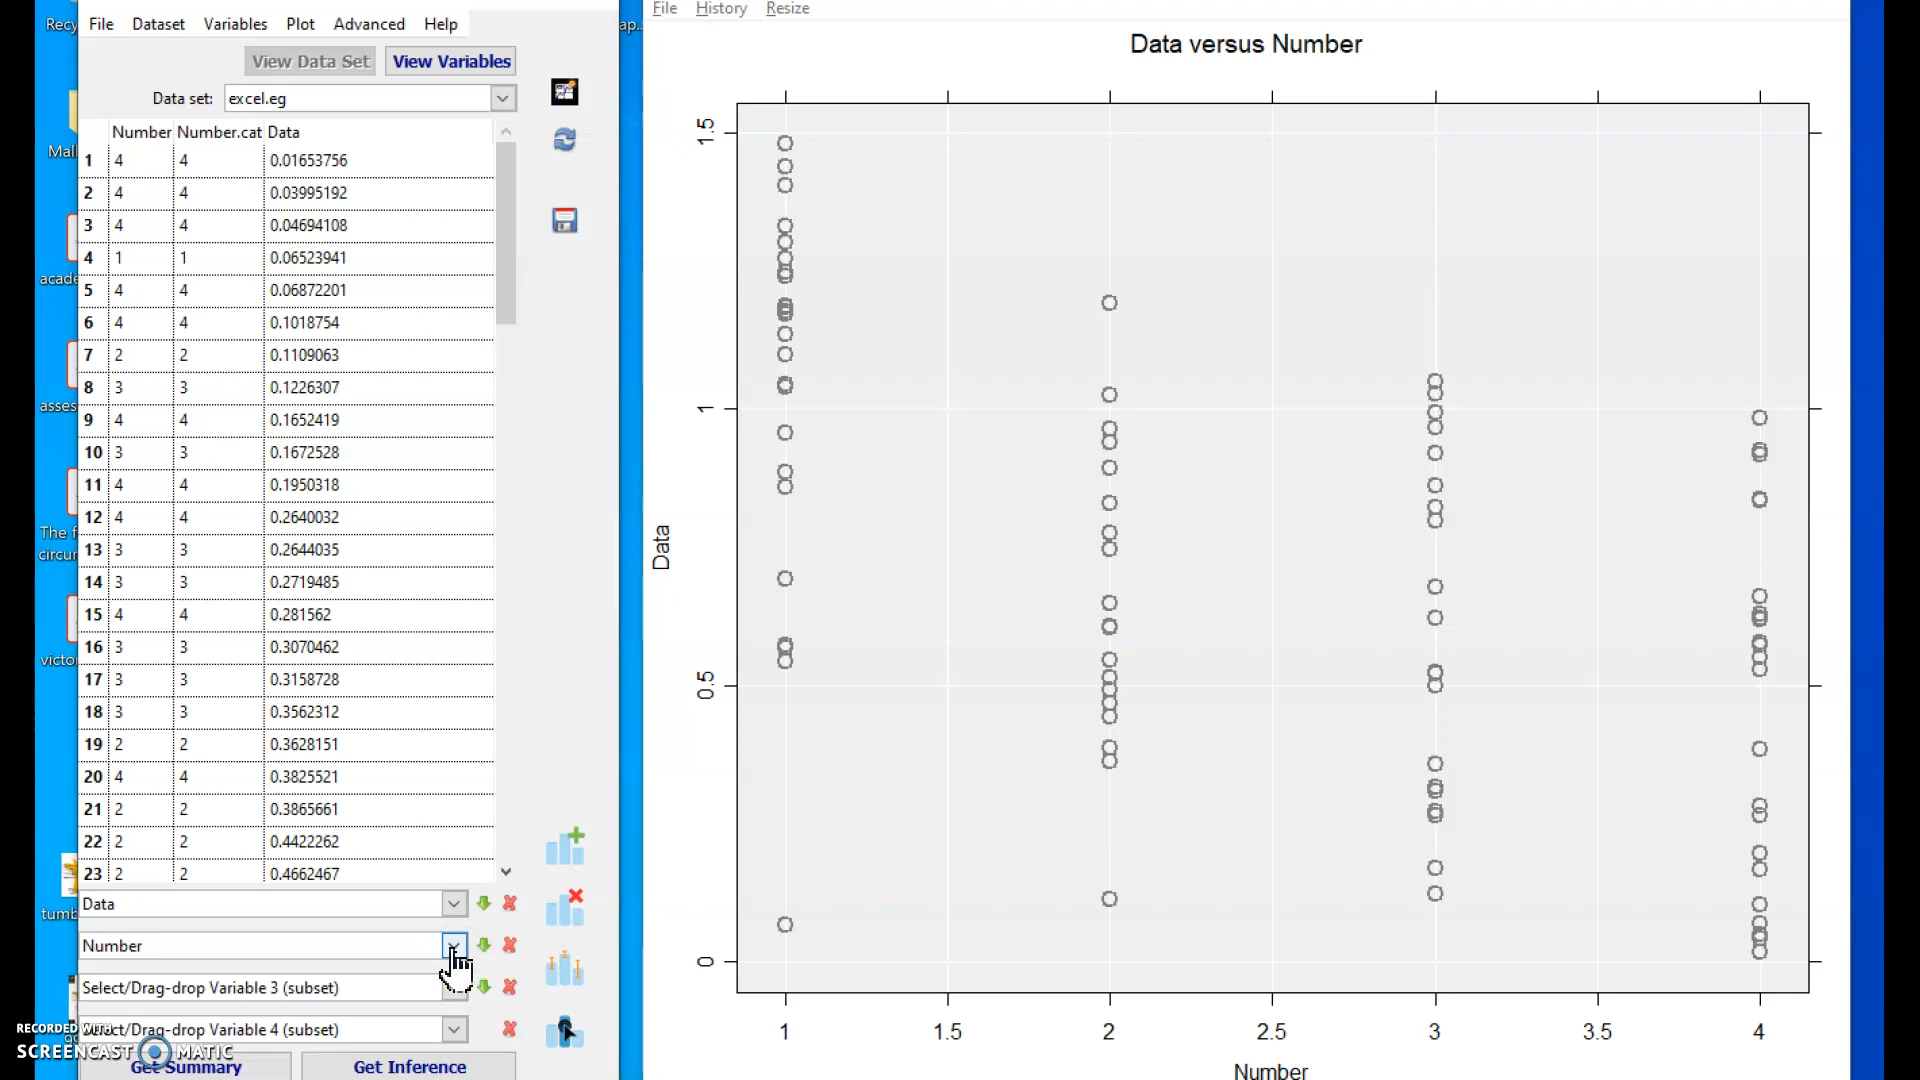 Recy
File Dataset Variables Plot Advanced Help
ap..
File History Resize
View Data Set View Variables
Data set: excel.eg
Number Number.cat Data
1 4 4 0.01653756
2 4 4 0.03995192
3 4 4 0.04694108
4 1 1 0.06523941
5 4 4 0.06872201
6 4 4 0.1018754
7 2 2 0.1109063
8 3 3 0.1226307
9 4 4 0.1652419
10 3 3 0.1672528
11 4 4 0.1950318
12 4 4 0.2640032
13 3 3 0.2644035
14 3 3 0.2719485
15 4 4 0.281562
16 3 3 0.3070462
17 3 3 0.3158728
18 3 3 0.3562312
19 2 2 0.3628151
20 4 4 0.3825521
21 2 2 0.3865661
22 2 2 0.4422262
23 2 2 0.4662467
Mall
acade
asses
The f
circun
victo
tumb
Data
Number
Select/Drag-drop Variable 3 (subset)
Select/Drag-drop Variable 4 (subset)
Get Summary Get Inference
RECORDED WITH
SCREENCAST MATIC
Data versus Number
1.5
1
0.5
0
Data
1 1.5 2 2.5 3 3.5 4
Number